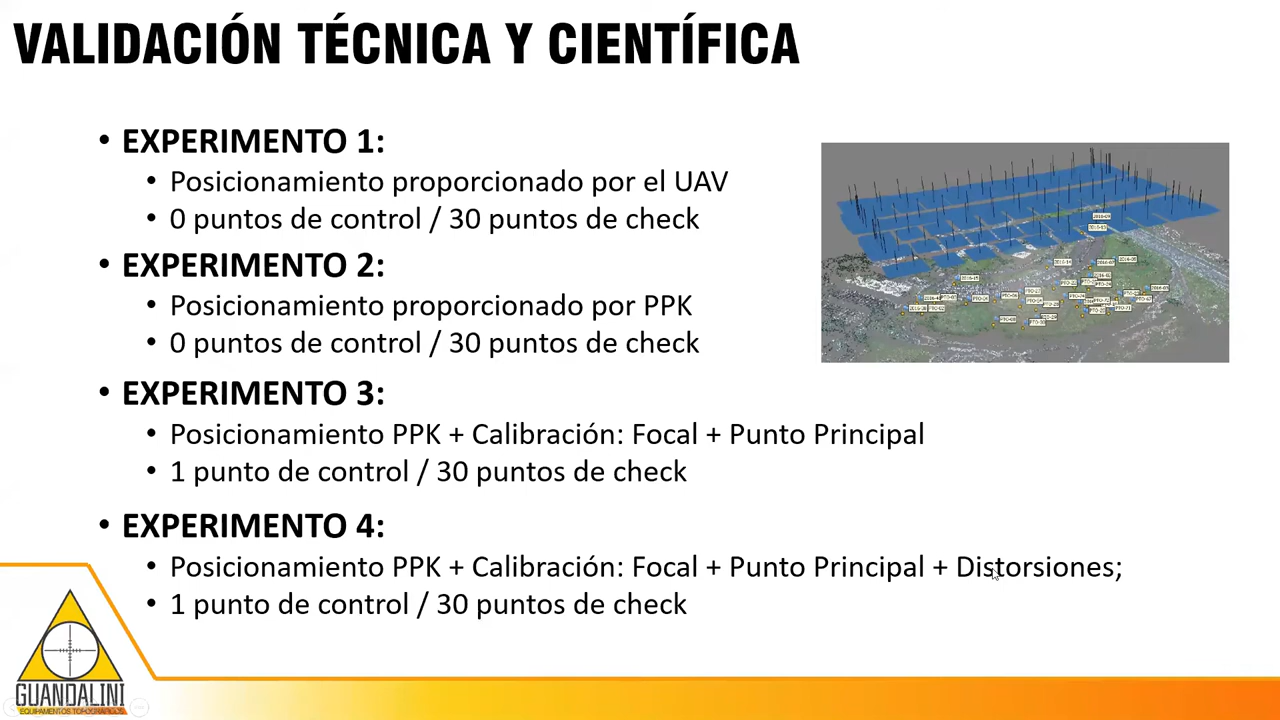 VALIDACIÓN TÉCNICA Y CIENTÍFICA
• EXPERIMENTO 1:
• Posicionamiento proporcionado por el UAV
• 0 puntos de control / 30 puntos de check
• EXPERIMENTO 2:
• Posicionamiento proporcionado por PPK
• 0 puntos de control / 30 puntos de check
• EXPERIMENTO 3:
• Posicionamiento PPK + Calibración: Focal + Punto Principal
• 1 punto de control / 30 puntos de check
• EXPERIMENTO 4:
• Posicionamiento PPK + Calibración: Focal + Punto Principal + Distorsiones;
• 1 punto de control / 30 puntos de check
GUANDALINI
EQUIPAMENTOS TOPOGRÁFICOS